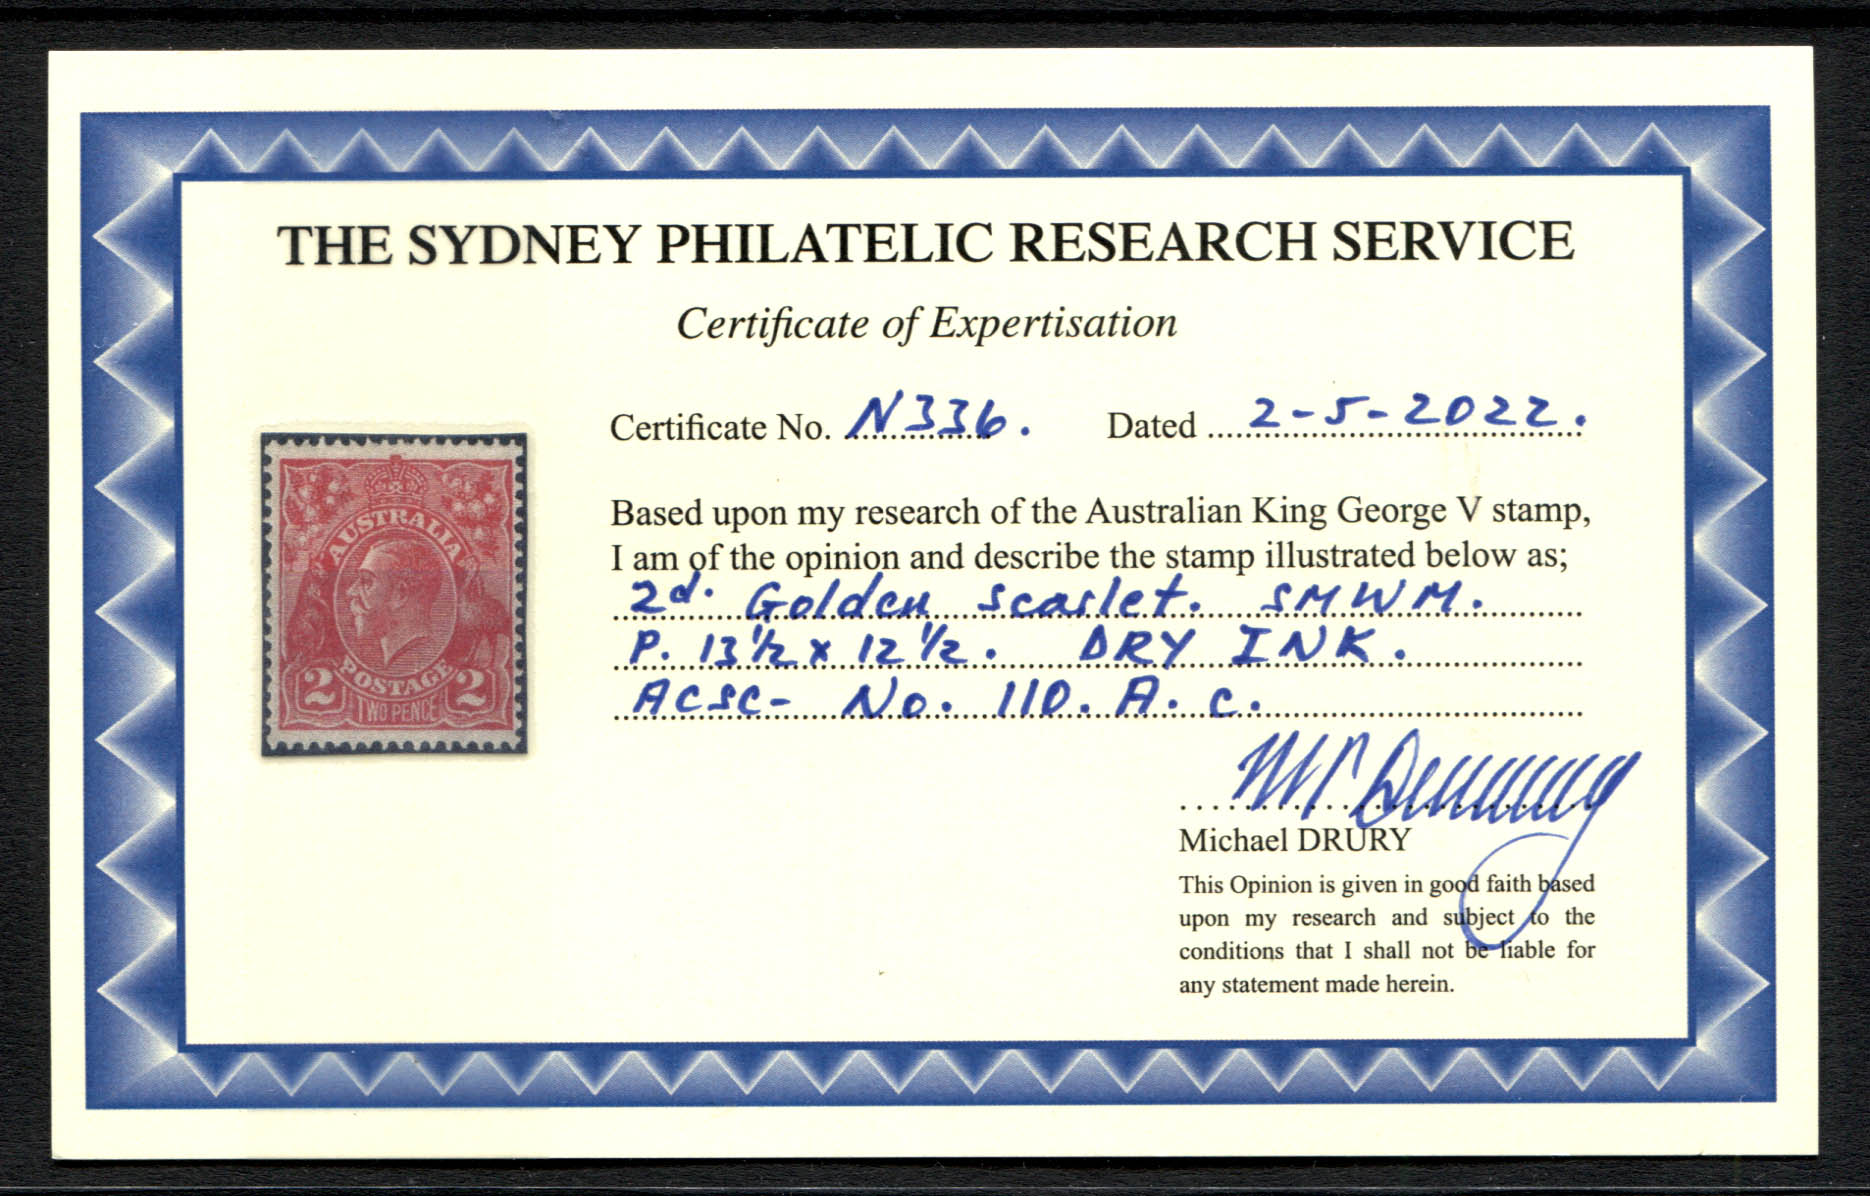 THE SYDNEY PHILATELIC RESEARCH SERVICE
Certificate of Expertisation
Certificate No. N336. Dated 2-5-2022.
Based upon my research of the Australian King George V stamp,
I am of the opinion and describe the stamp illustrated below as;
2d. Golden Scarlet. SMWM.
P. 13½ x 12½. DRY INK.
ACSC- No. 110. A. c.
AUSTRALIA
2 POSTAGE 2
TWO PENCE
Michael DRURY
This Opinion is given in good faith based
upon my research and subject to the
conditions that I shall not be liable for
any statement made herein.